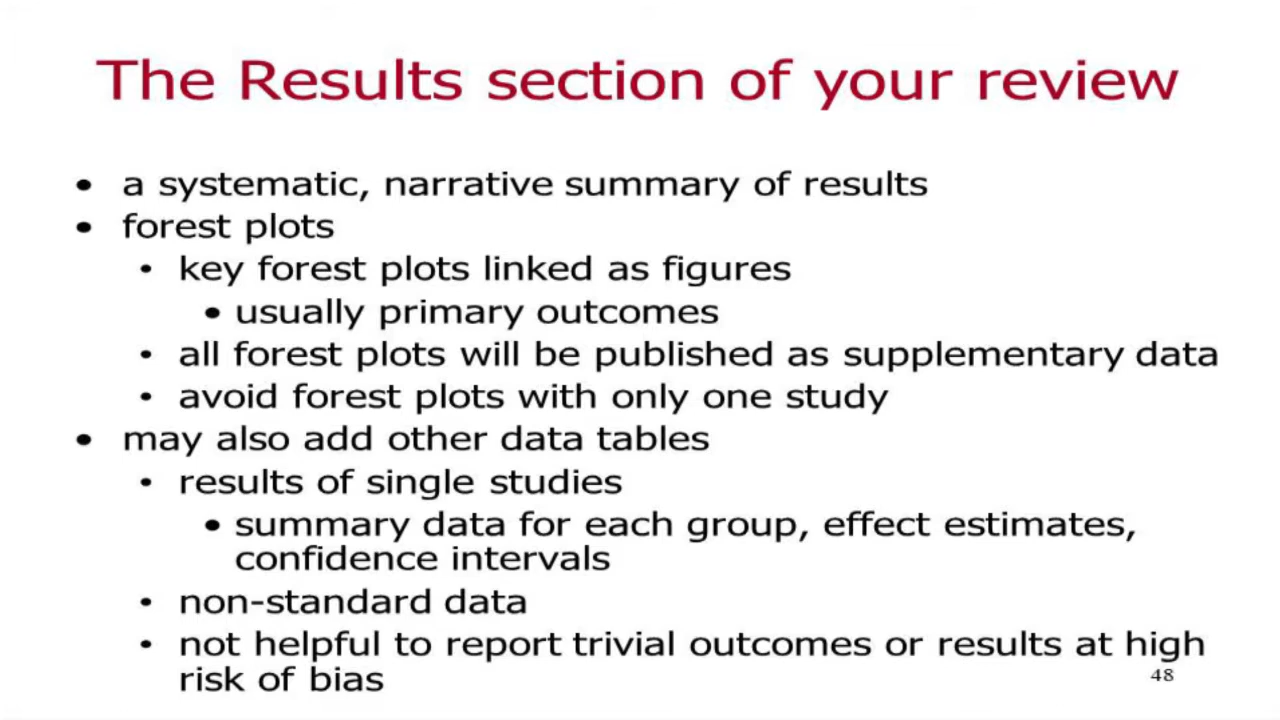 The Results section of your review
• a systematic, narrative summary of results
• forest plots
• key forest plots linked as figures
• usually primary outcomes
• all forest plots will be published as supplementary data
• avoid forest plots with only one study
• may also add other data tables
• results of single studies
• summary data for each group, effect estimates,
confidence intervals
• non-standard data
• not helpful to report trivial outcomes or results at high
risk of bias
48